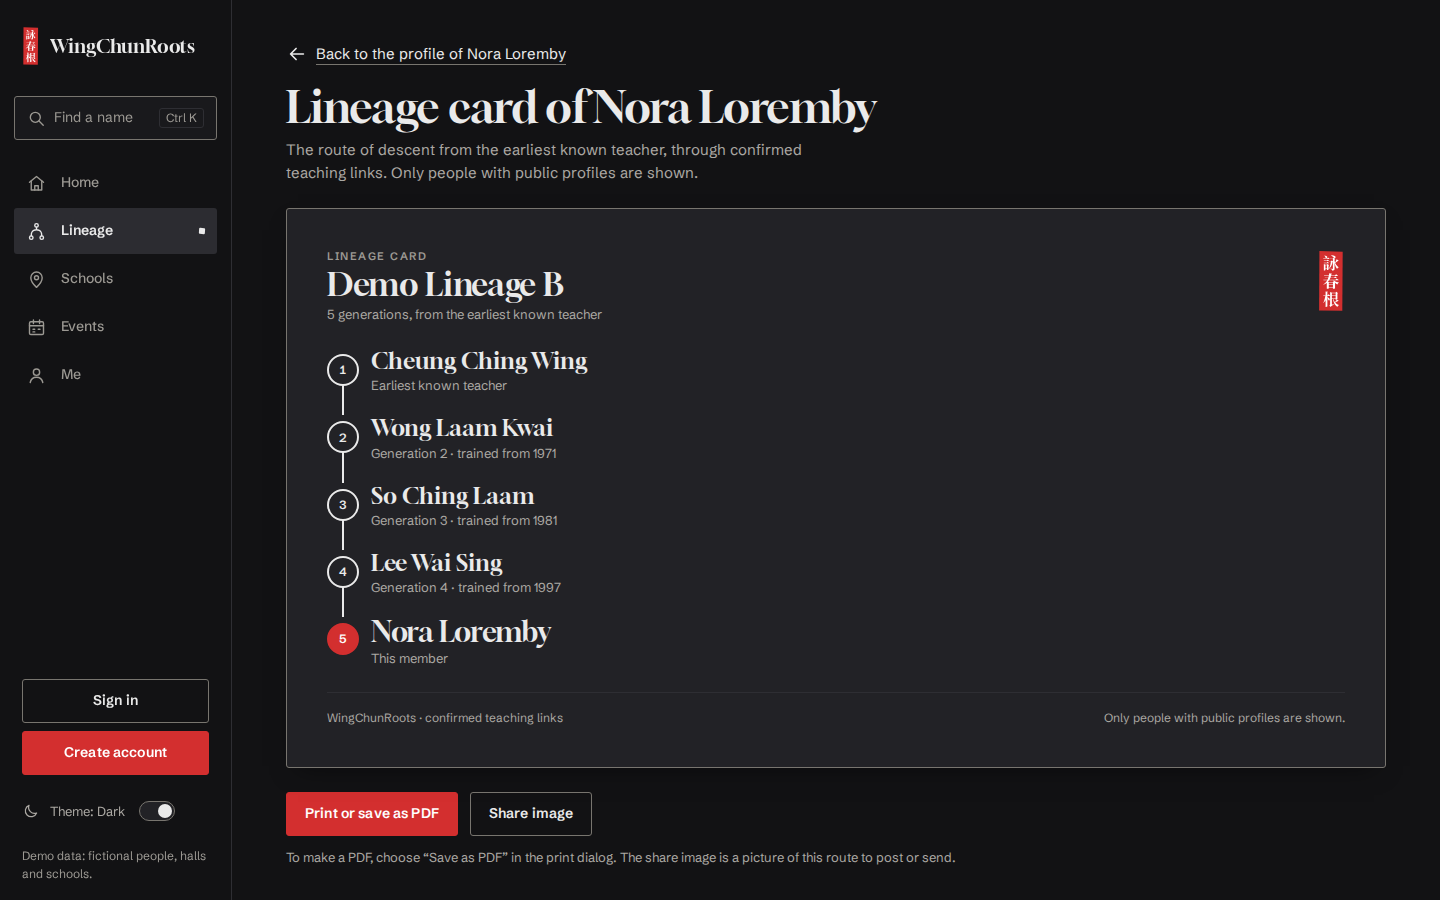 詠春根
WingChunRoots
Find a name
Ctrl K
Home
Lineage
Schools
Events
Me
Sign in
Create account
Theme: Dark
Demo data: fictional people, halls
and schools.
Back to the profile of Nora Loremby
Lineage card of Nora Loremby
The route of descent from the earliest known teacher, through confirmed
teaching links. Only people with public profiles are shown.
LINEAGE CARD
Demo Lineage B
5 generations, from the earliest known teacher
詠春根
1
Cheung Ching Wing
Earliest known teacher
2
Wong Laam Kwai
Generation 2 · trained from 1971
3
So Ching Laam
Generation 3 · trained from 1981
4
Lee Wai Sing
Generation 4 · trained from 1997
5
Nora Loremby
This member
WingChunRoots · confirmed teaching links
Only people with public profiles are shown.
Print or save as PDF
Share image
To make a PDF, choose “Save as PDF” in the print dialog. The share image is a picture of this route to post or send.